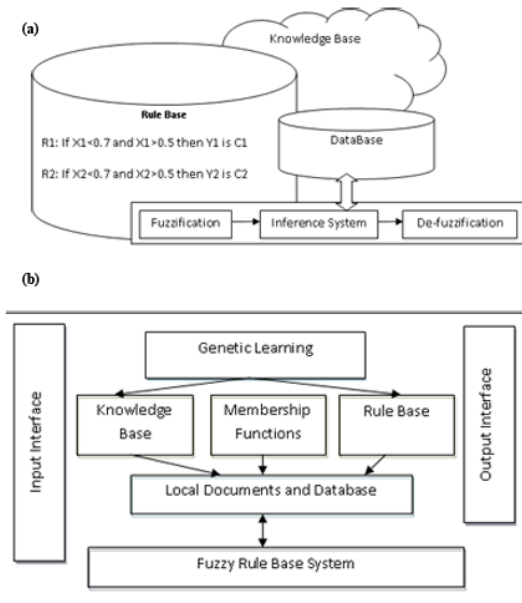 (a)
Knowledge Base
Rule Base
R1: If X1<0.7 and X1>0.5 then Y1 is C1
R2: If X2<0.7 and X2>0.5 then Y2 is C2
DataBase
Fuzzification
Inference System
De-fuzzification
(b)
Input Interface
Genetic Learning
Knowledge
Base
Membership
Functions
Rule Base
Local Documents and Database
Fuzzy Rule Base System
Output Interface